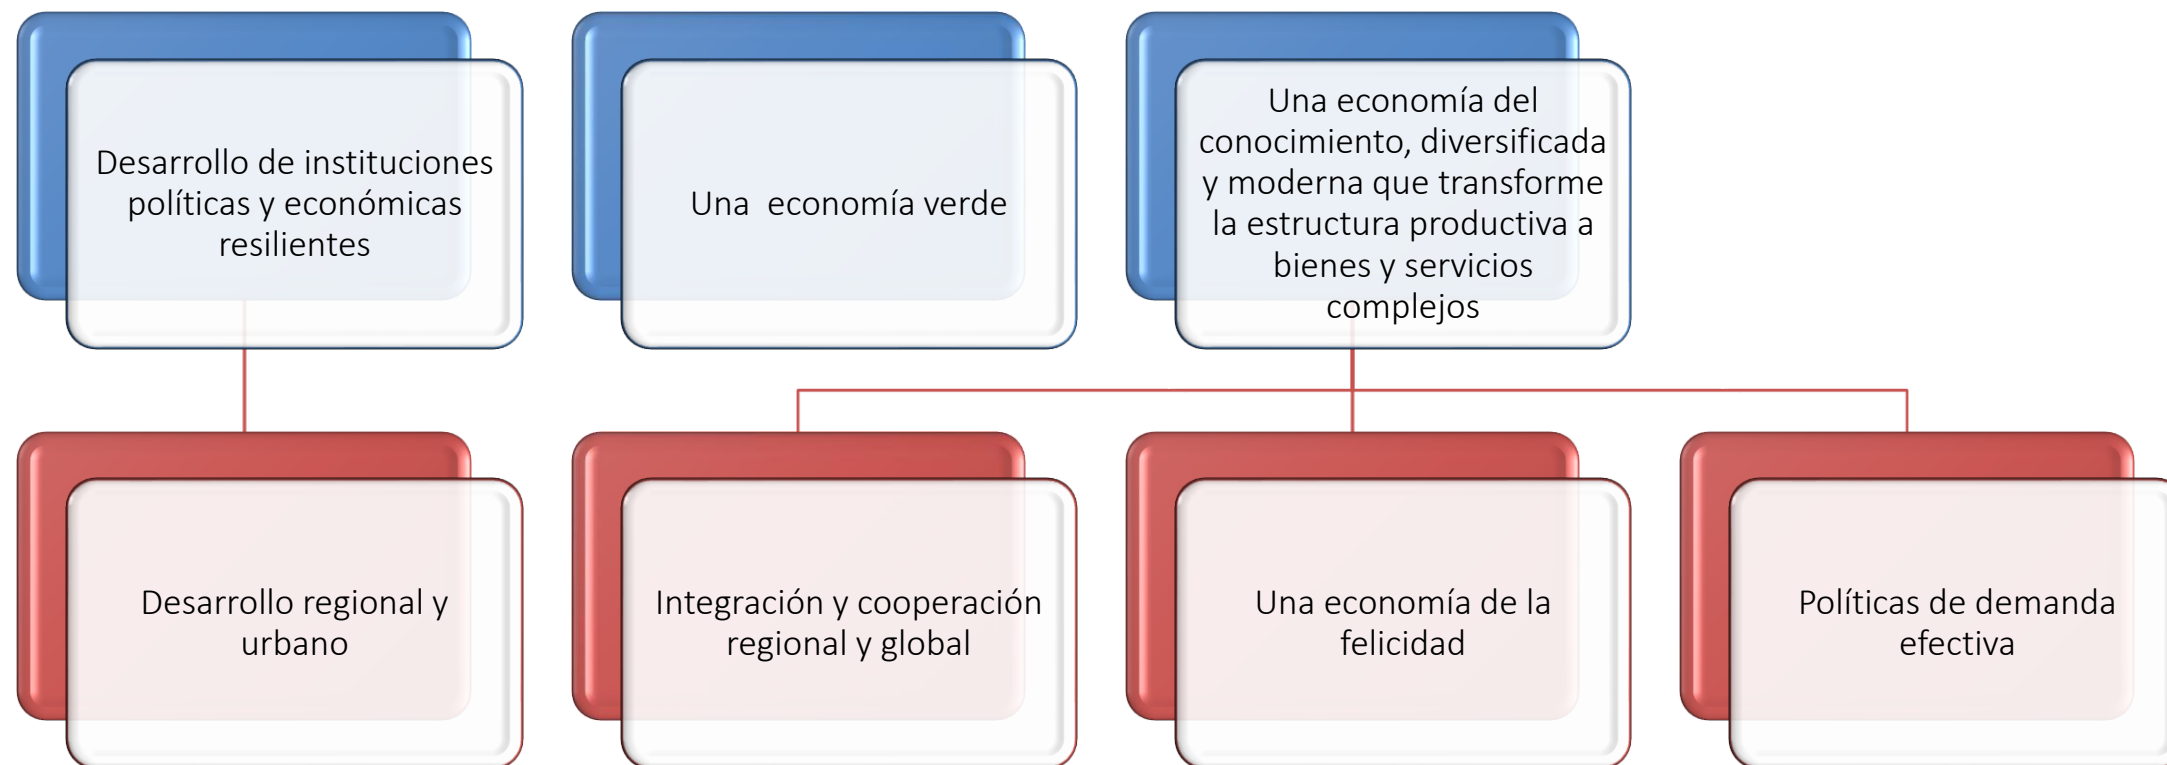 Desarrollo de instituciones
políticas y económicas
resilientes
Una  economía verde
Una economía del
conocimiento, diversificada
y moderna que transforme
la estructura productiva a
bienes y servicios
complejos
Desarrollo regional y
urbano
Integración y cooperación
regional y global
Una economía de la
felicidad
Políticas de demanda
efectiva